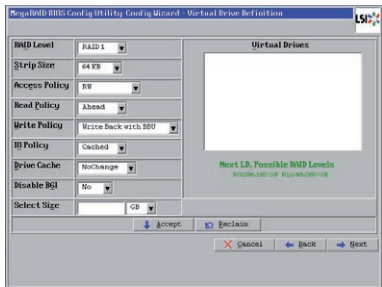 MegaRAID BIOS Config Utility Config Wizard - Virtual Drive Definition
LSI
RAID Level RAID 1
Strip Size 64 KB
Access Policy RW
Read Policy Ahead
Write Policy Write Back with BBU
IO Policy Cached
Drive Cache NoChange
Disable BGI No
Select Size GB
Virtual Drives
Next LD, Possible RAID Levels
Accept Reclaim
Cancel Back Next